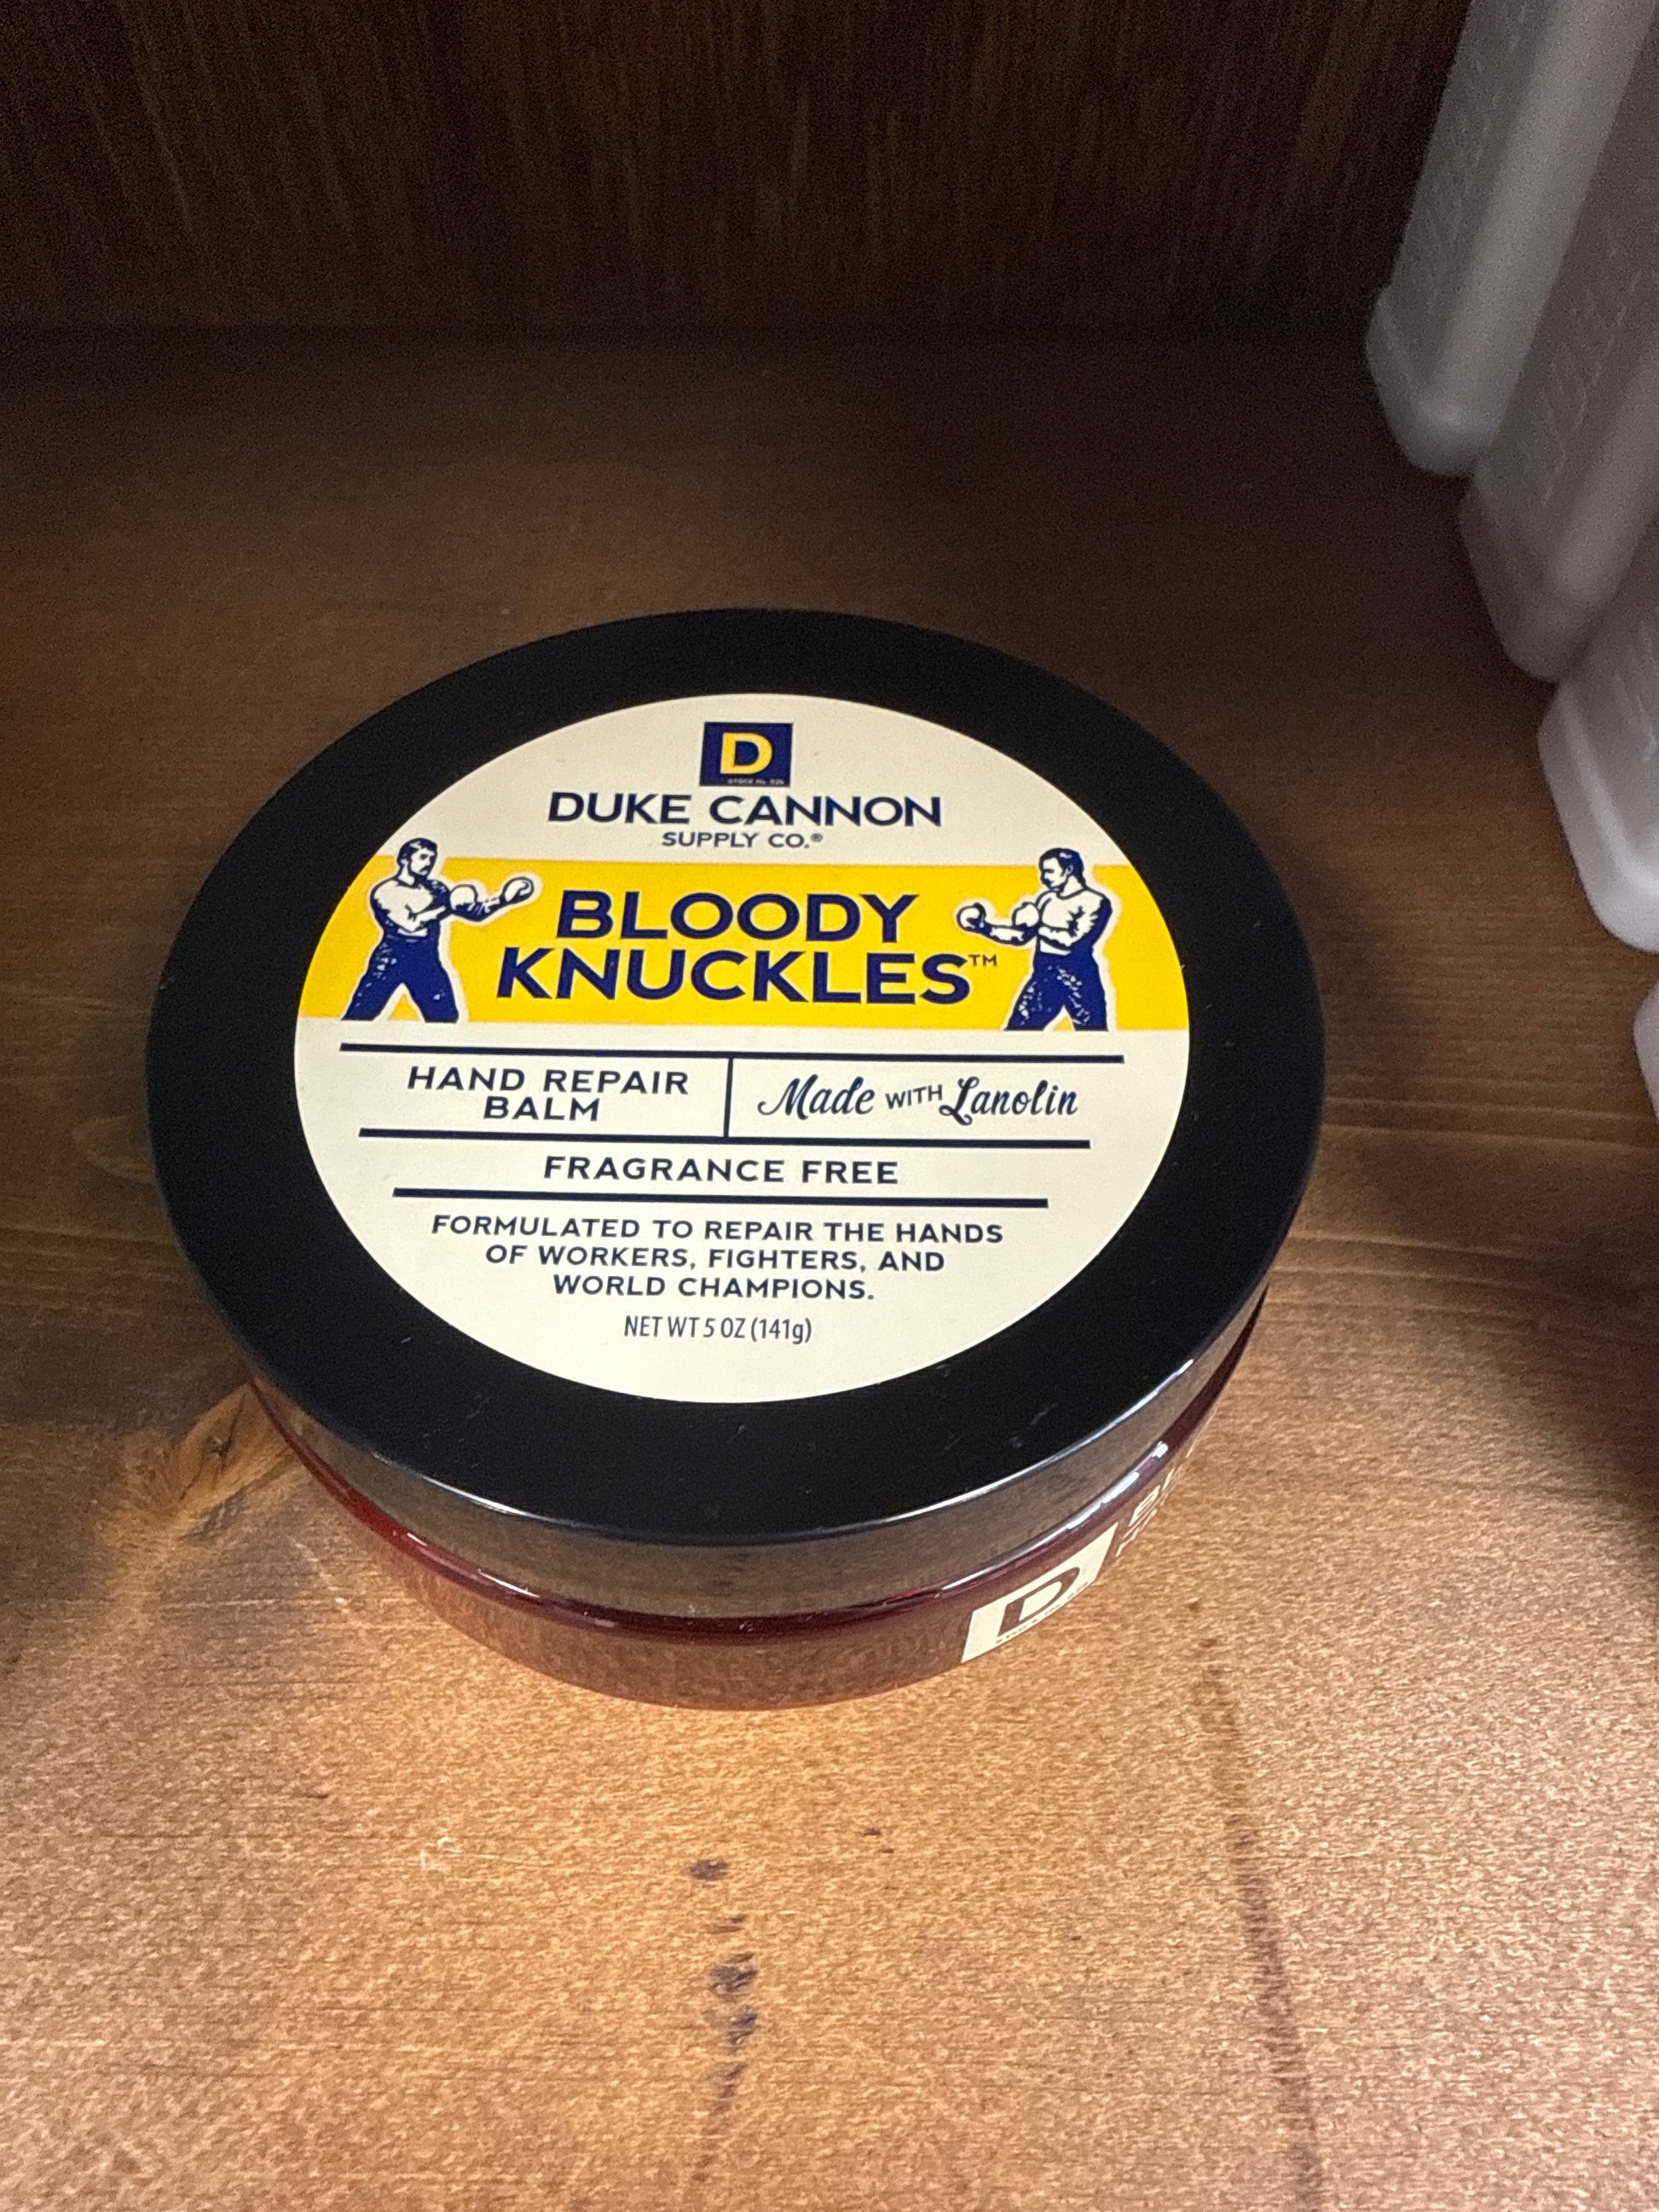 D
DUKE CANNON
SUPPLY CO.®
BLOODY
KNUCKLES™
HAND REPAIR
BALM
Made WITH Lanolin
FRAGRANCE FREE
FORMULATED TO REPAIR THE HANDS
OF WORKERS, FIGHTERS, AND
WORLD CHAMPIONS.
NET WT 5 OZ (141g)
D